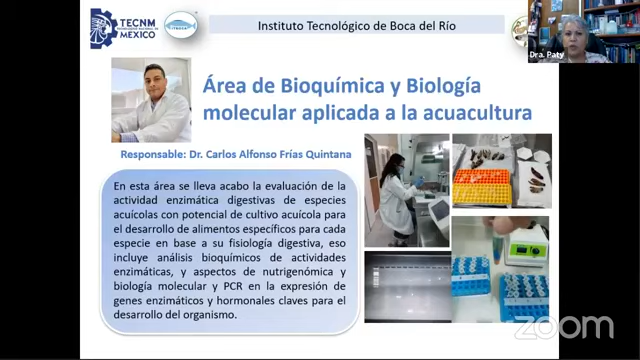 TECNM
TECNOLÓGICO NACIONAL DE
MÉXICO
Instituto Tecnológico de Boca del Río
Dra. Paty
Área de Bioquímica y Biología
molecular aplicada a la acuacultura
Responsable: Dr. Carlos Alfonso Frías Quintana
En esta área se lleva acabo la evaluación de la
actividad enzimática digestivas de especies
acuícolas con potencial de cultivo acuícola para
el desarrollo de alimentos específicos para cada
especie en base a su fisiología digestiva, eso
incluye análisis bioquímicos de actividades
enzimáticas, y aspectos de nutrigenómica y
biología molecular y PCR en la expresión de
genes enzimáticos y hormonales claves para el
desarrollo del organismo.
zoom